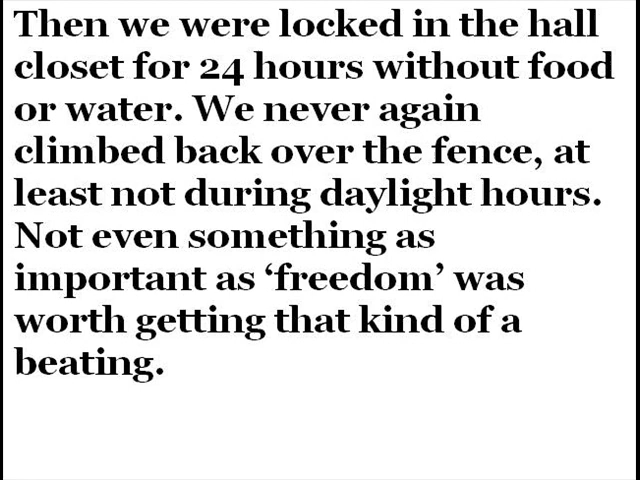 Then we were locked in the hall
closet for 24 hours without food
or water. We never again
climbed back over the fence, at
least not during daylight hours.
Not even something as
important as ‘freedom’ was
worth getting that kind of a
beating.